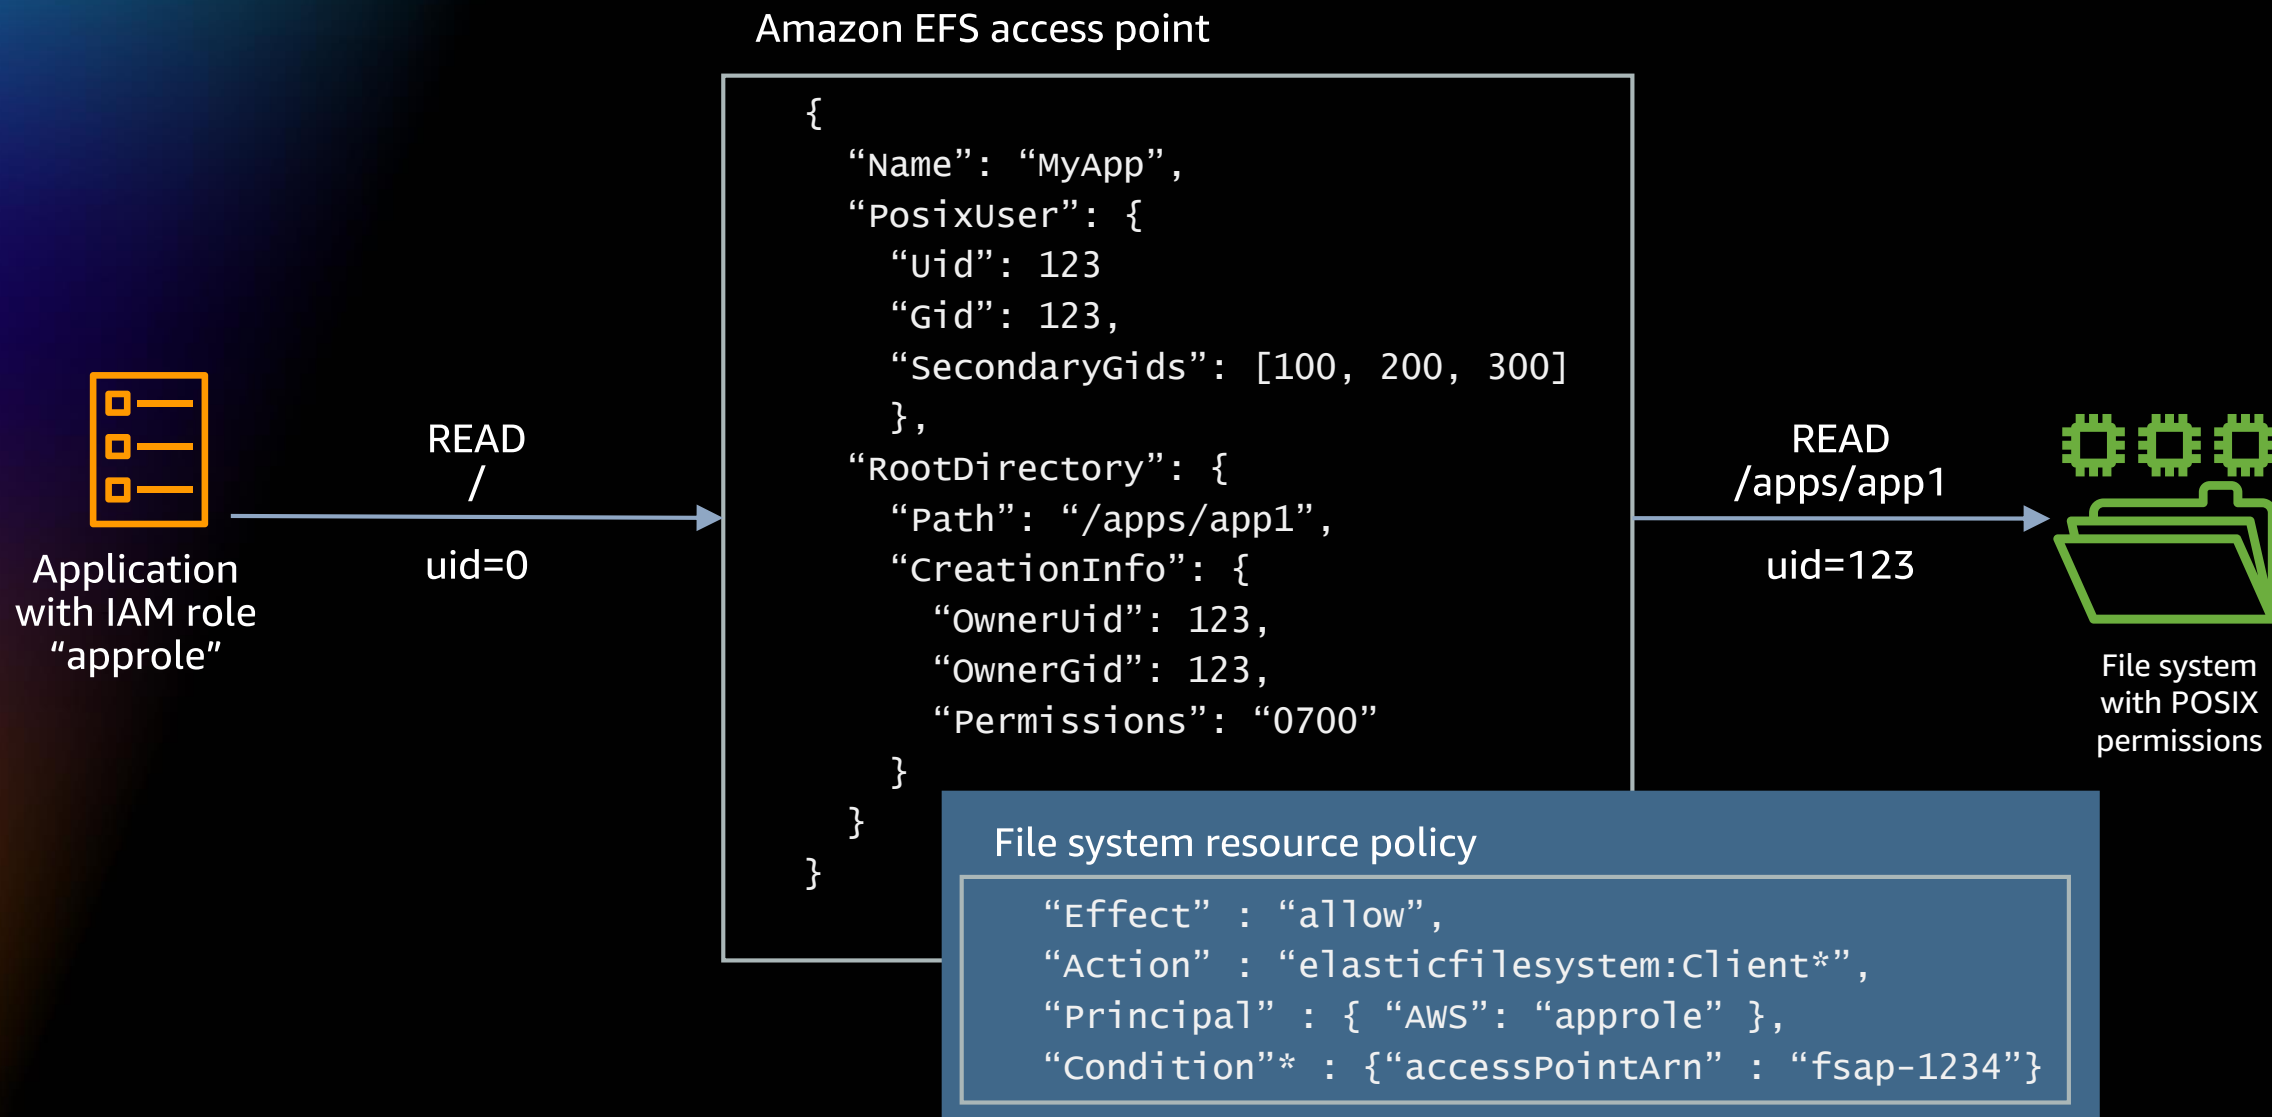 Amazon EFS access point
{
“Name”: “MyApp”,
“PosixUser”: {
“Uid”: 123
“Gid”: 123,
“SecondaryGids”: [100, 200, 300]
},
“RootDirectory”: {
“Path”: “/apps/app1”,
“CreationInfo”: {
“OwnerUid”: 123,
“OwnerGid”: 123,
“Permissions”: “0700”
}
}
}
Application
with IAM role
“approle”
READ
/
uid=0
READ
/apps/app1
uid=123
File system
with POSIX
permissions
File system resource policy
“Effect” : “allow”,
“Action” : “elasticfilesystem:Client*”,
“Principal” : { “AWS”: “approle” },
“Condition”* : {“accessPointArn” : “fsap-1234”}